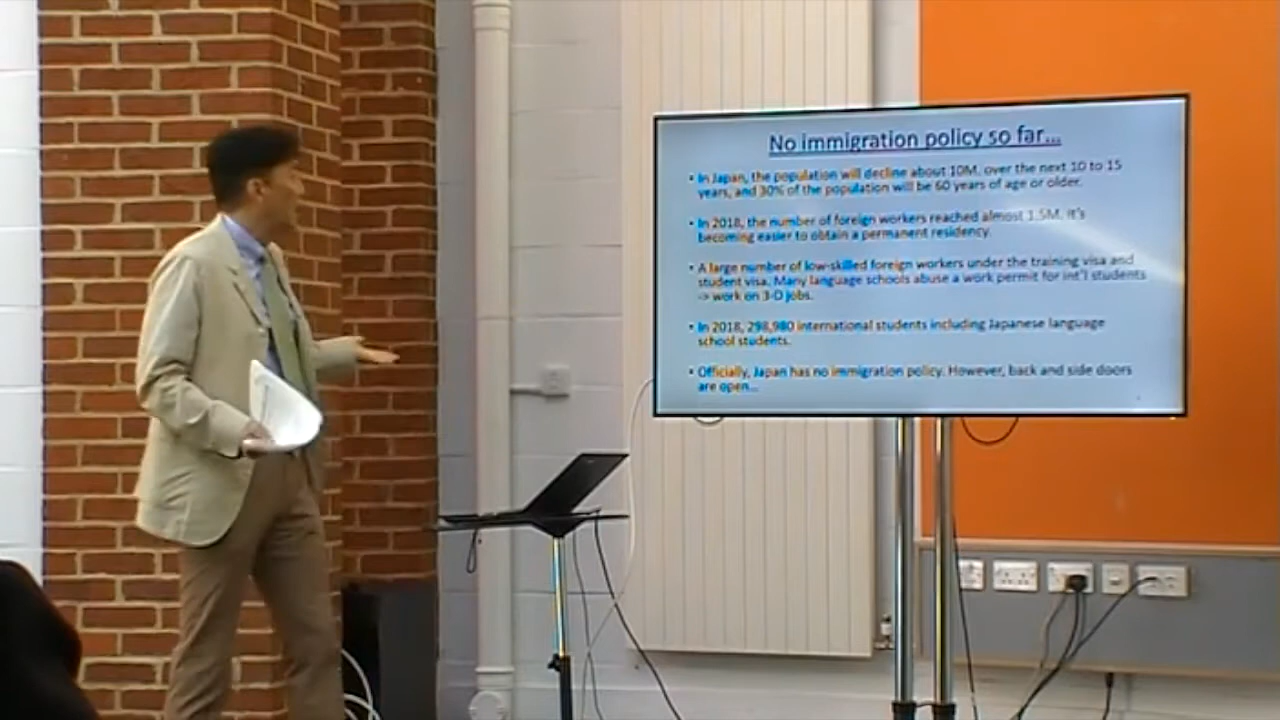 No immigration policy so far...
• In Japan, the population will decline about 10M. over the next 10 to 15
years, and 30% of the population will be 60 years of age or older.
• In 2018, the number of foreign workers reached almost 1.5M. It's
becoming easier to obtain a permanent residency.
• A large number of low-skilled foreign workers under the training visa and
student visa. Many language schools abuse a work permit for int'l students
-> work on 3-D jobs.
• In 2018, 298,980 international students including Japanese language
school students.
• Officially, Japan has no immigration policy. However, back and side doors
are open...